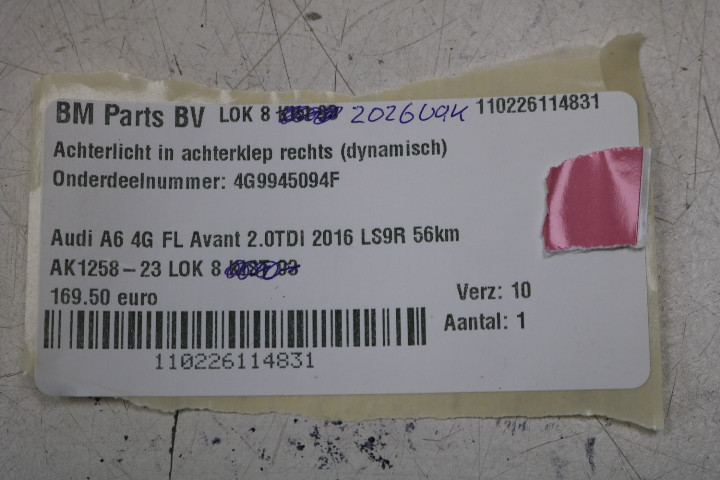 BM Parts BV LOK 8 110226114831
Achterlicht in achterklep rechts (dynamisch)
Onderdeelnummer: 4G9945094F
Audi A6 4G FL Avant 2.0TDI 2016 LS9R 56km
AK1258-23 LOK 8
169.50 euro
Verz: 10
Aantal: 1
110226114831